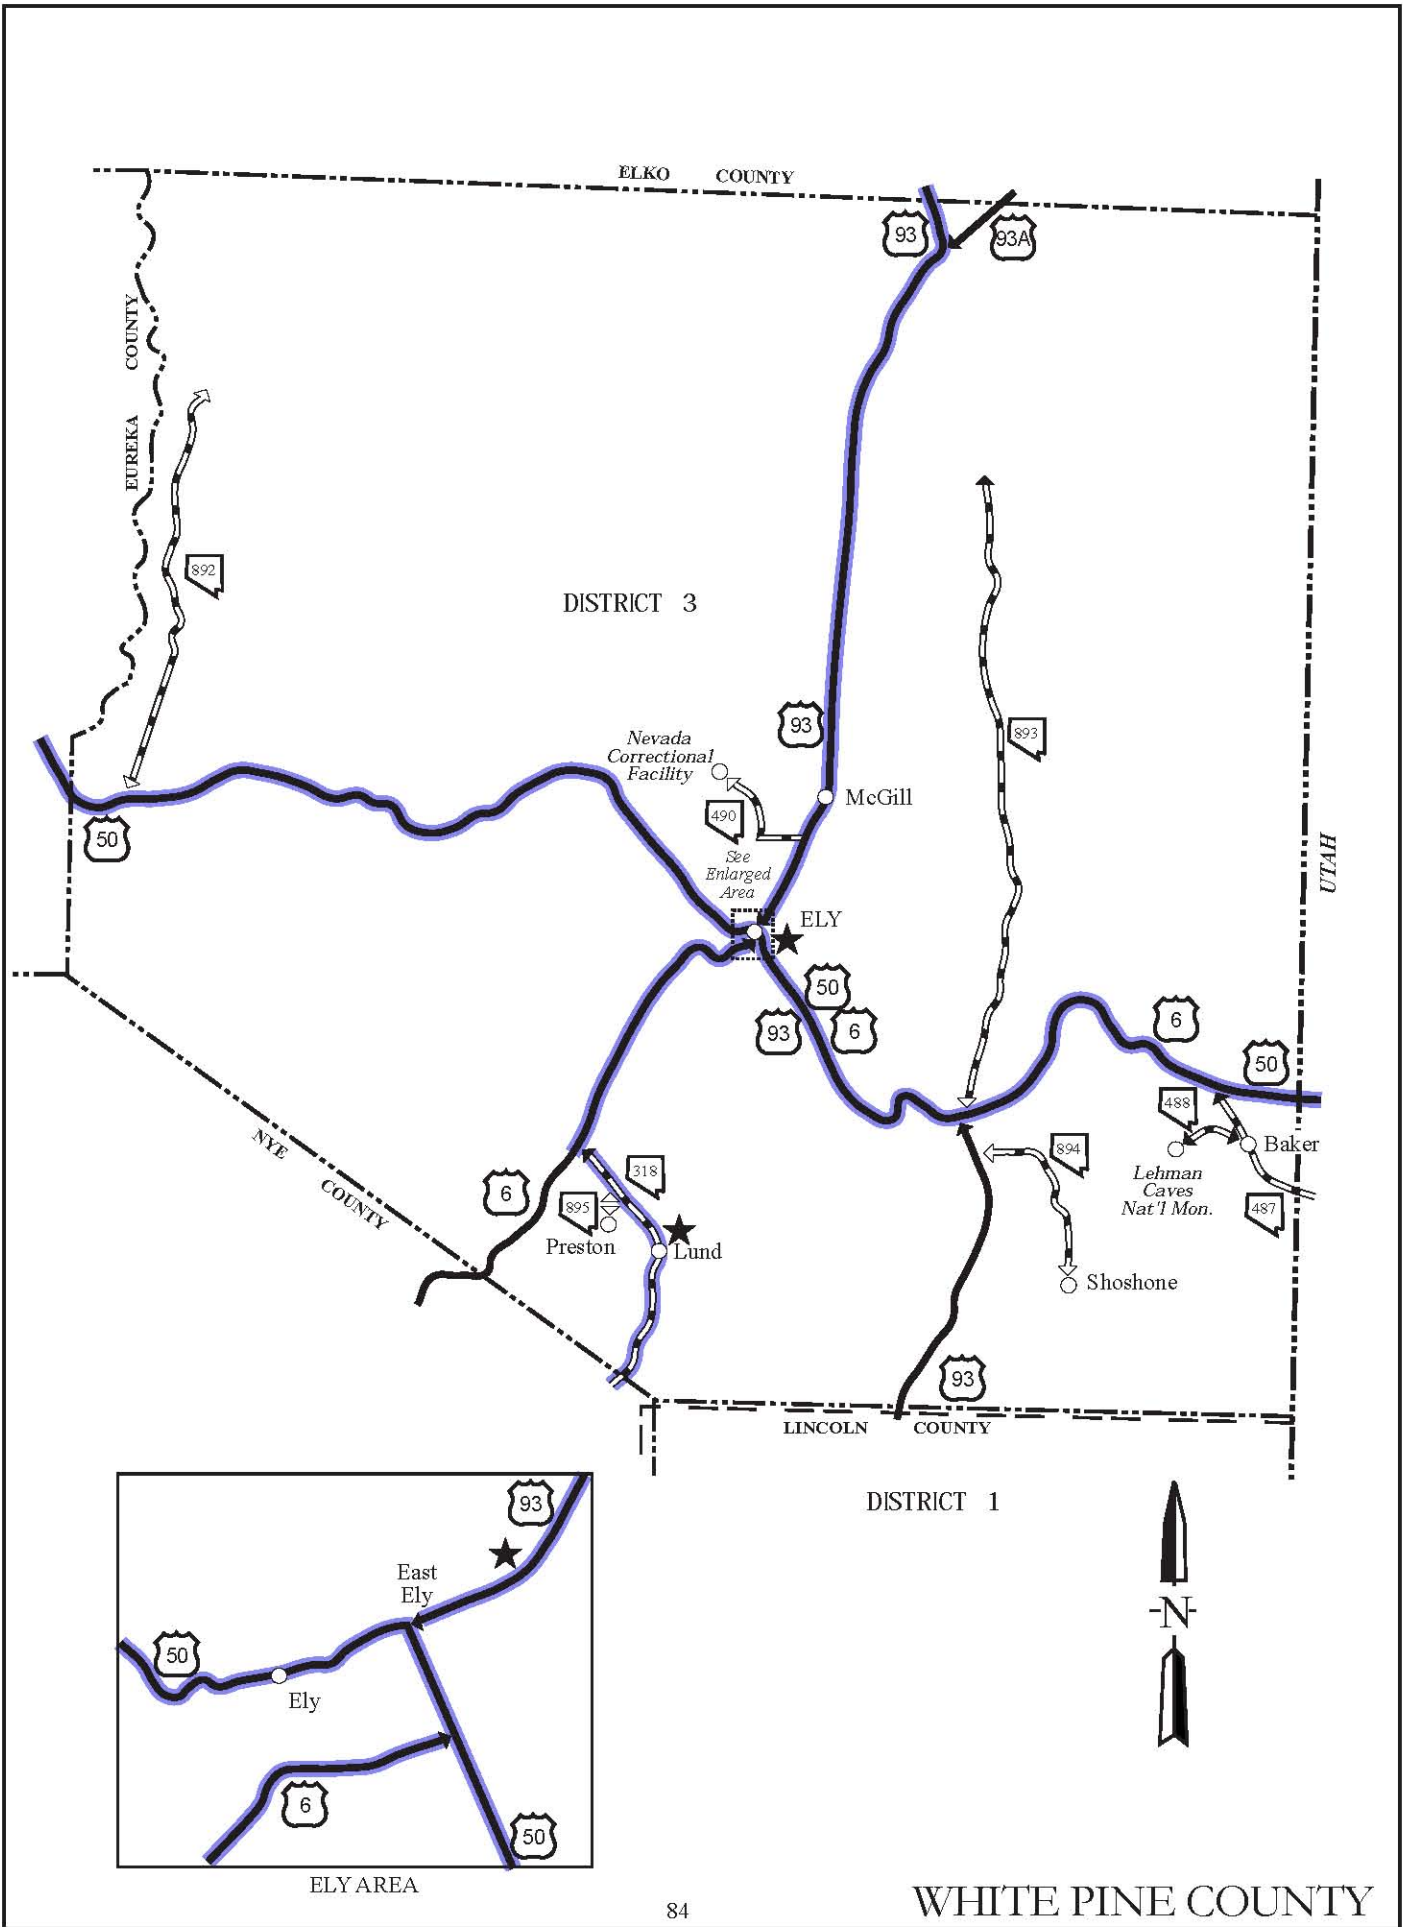 ELKO COUNTY
93
93A
EUREKA COUNTY
892
DISTRICT 3
93
893
Nevada
Correctional
Facility
McGill
490
50
See
Enlarged
Area
UTAH
ELY
50
93
6
6
50
488
Baker
894
Lehman
Caves
Nat'l Mon.
487
NYE
COUNTY
318
6
895
Preston
Lund
Shoshone
93
LINCOLN COUNTY
DISTRICT 1
93
East
Ely
50
Ely
6
50
ELY AREA
N
84
WHITE PINE COUNTY